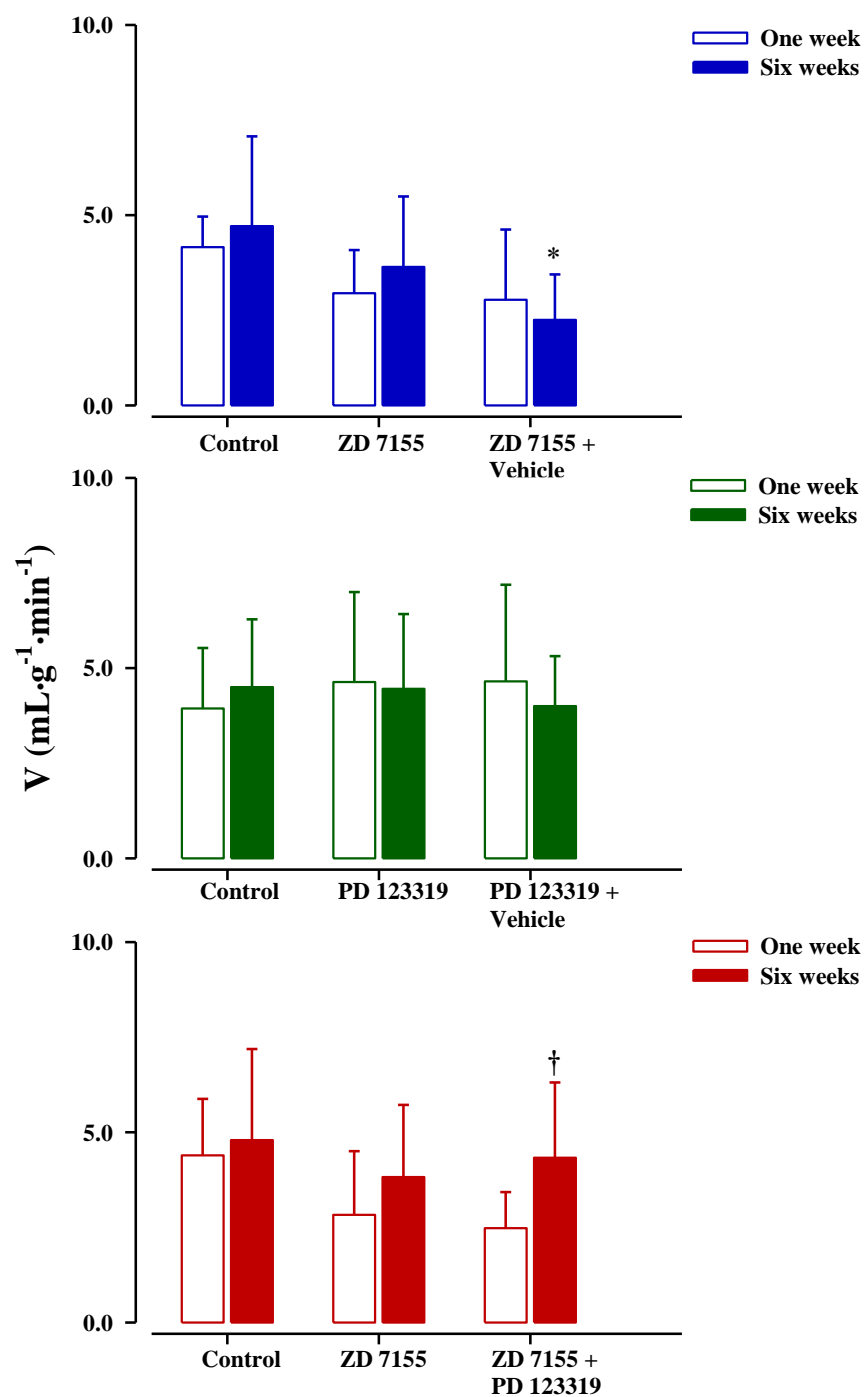 10.0
One week
Six weeks
5.0
*
0.0
Control
ZD 7155
ZD 7155 +
Vehicle
10.0
One week
Six weeks
5.0
V (mL·g⁻¹·min⁻¹)
0.0
Control
PD 123319
PD 123319 +
Vehicle
10.0
One week
Six weeks
†
5.0
0.0
Control
ZD 7155
ZD 7155 +
PD 123319